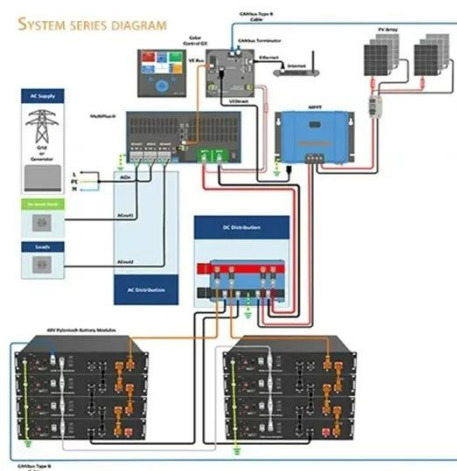 SYSTEM SERIES DIAGRAM
CANbus Type B
Cable
Color
Control GX
CANbus Terminator
VE Bus
Ethernet
Internet
PV Array
AC Supply
Grid
or
Generator
MultiPlus-II
VE.Direct
MPPT
L
PE
N
ACin
ACout1
Loads
ACout2
AC Distribution
DC Distribution
48V Pylontech Battery Modules
CANbus Type B